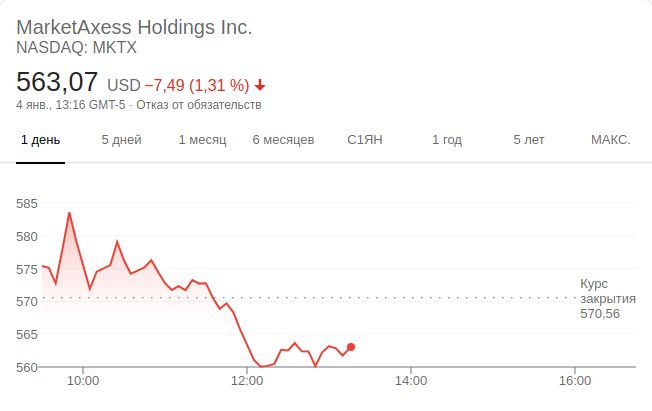 MarketAxess Holdings Inc.
NASDAQ: MKTX
563,07 USD −7,49 (1,31 %)
4 янв., 13:16 GMT-5 · Отказ от обязательств
1 день 5 дней 1 месяц 6 месяцев С1ЯН 1 год 5 лет МАКС.
585
580
575
570
565
560
Курс
закрытия
570,56
10:00 12:00 14:00 16:00